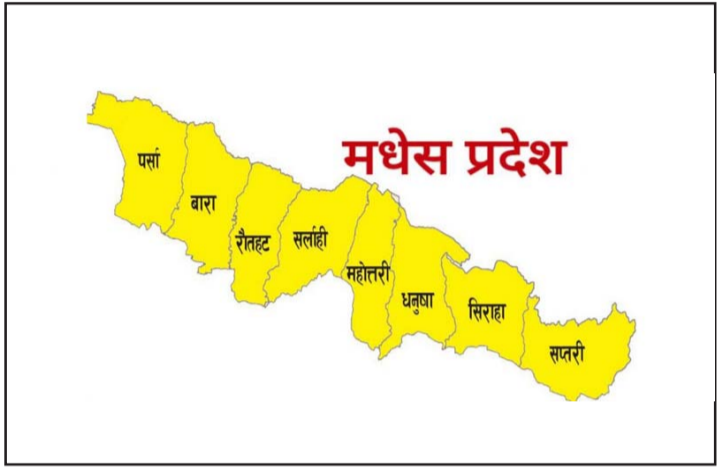 मधेस प्रदेश
पर्सा
बारा
रौतहट
सर्लाही
महोत्तरी
धनुषा
सिराहा
सप्तरी